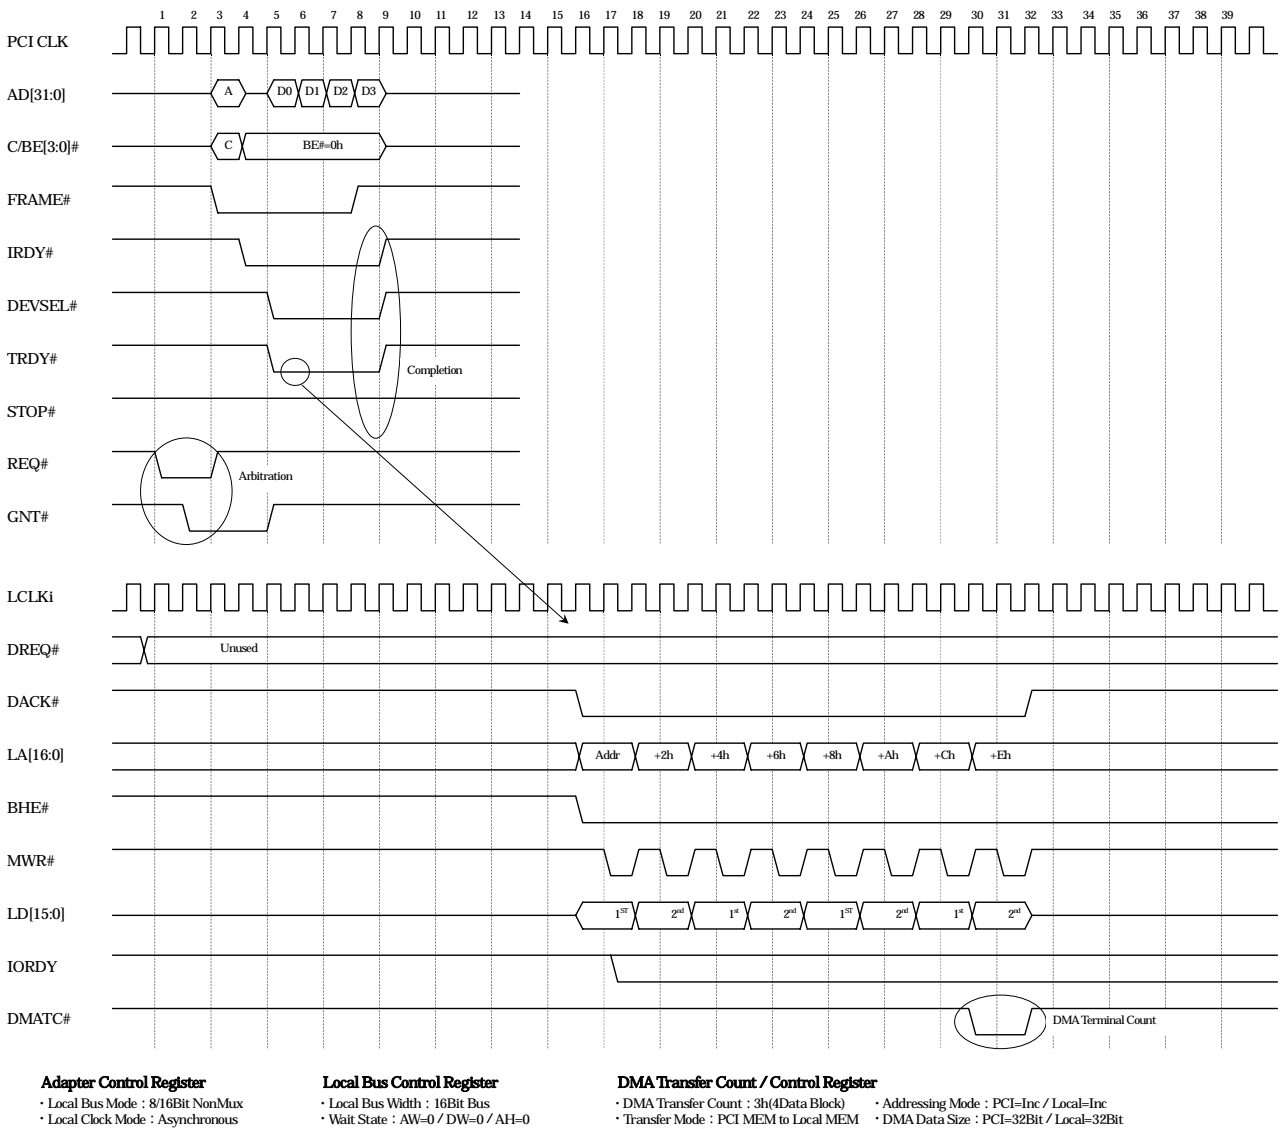 1 2 3 4 5 6 7 8 9 10 11 12 13 14 15 16 17 18 19 20 21 22 23 24 25 26 27 28 29 30 31 32 33 34 35 36 37 38 39
PCI CLK
AD[31:0] A D0 D1 D2 D3
C/BE[3:0]# C BE#=0h
FRAME#
IRDY#
DEVSEL#
TRDY#
Completion
STOP#
REQ#
Arbitration
GNT#
LCLKi
DREQ# Unused
DACK#
LA[16:0] Addr +2h +4h +6h +8h +Ah +Ch +Eh
BHE#
MWR#
LD[15:0] 1ST 2nd 1st 2nd 1ST 2nd 1st 2nd
IORDY
DMATC# DMA Terminal Count
Adapter Control Register Local Bus Control Register DMA Transfer Count / Control Register
・Local Bus Mode : 8/16Bit NonMux ・Local Bus Width : 16Bit Bus ・DMA Transfer Count : 3h(4Data Block) ・Addressing Mode : PCI=Inc / Local=Inc
・Local Clock Mode : Asynchronous ・Wait State : AW=0 / DW=0 / AH=0 ・Transfer Mode : PCI MEM to Local MEM ・DMA Data Size : PCI=32Bit / Local=32Bit